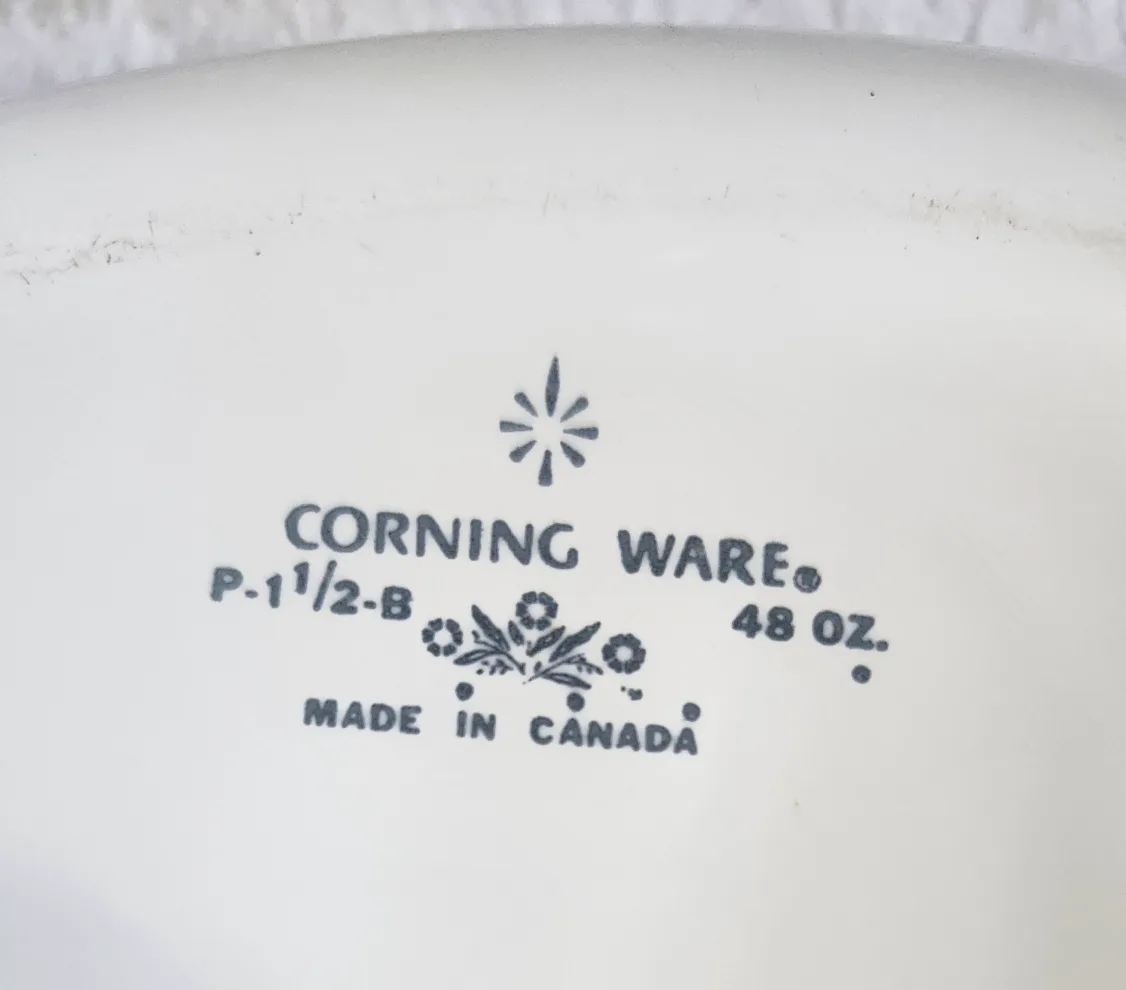 CORNING WARE®
P-1 1/2-B 48 OZ.
MADE IN CANADA